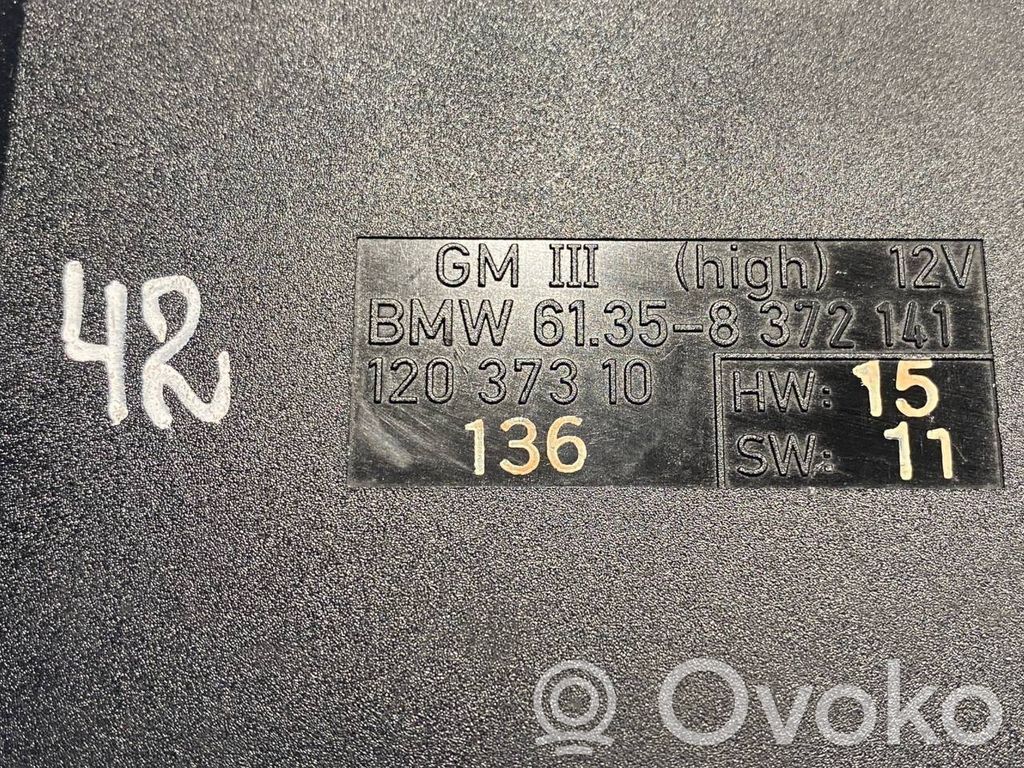 42
GM III (high) 12V
BMW 61.35-8 372 141
120 373 10
136
HW: 15
SW: 11
R Ovoko